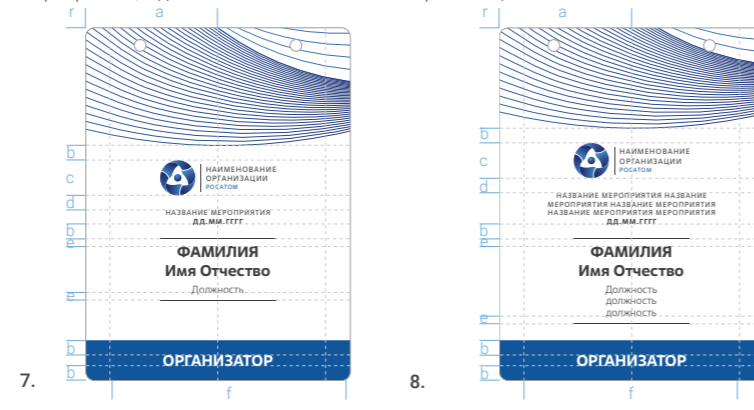 r a
b
c
d
b
e
e
b
b
f
НАИМЕНОВАНИЕ
ОРГАНИЗАЦИИ
РОСАТОМ
НАЗВАНИЕ МЕРОПРИЯТИЯ
ДД.ММ.ГГГГ
ФАМИЛИЯ
Имя Отчество
Должность
ОРГАНИЗАТОР
7.
r a
b
c
d
b
e
e
b
b
f
НАИМЕНОВАНИЕ
ОРГАНИЗАЦИИ
РОСАТОМ
НАЗВАНИЕ МЕРОПРИЯТИЯ НАЗВАНИЕ
МЕРОПРИЯТИЯ НАЗВАНИЕ МЕРОПРИЯТИЯ
НАЗВАНИЕ МЕРОПРИЯТИЯ МЕРОПРИЯТИЯ
ДД.ММ.ГГГГ
ФАМИЛИЯ
Имя Отчество
Должность
должность
должность
ОРГАНИЗАТОР
8.